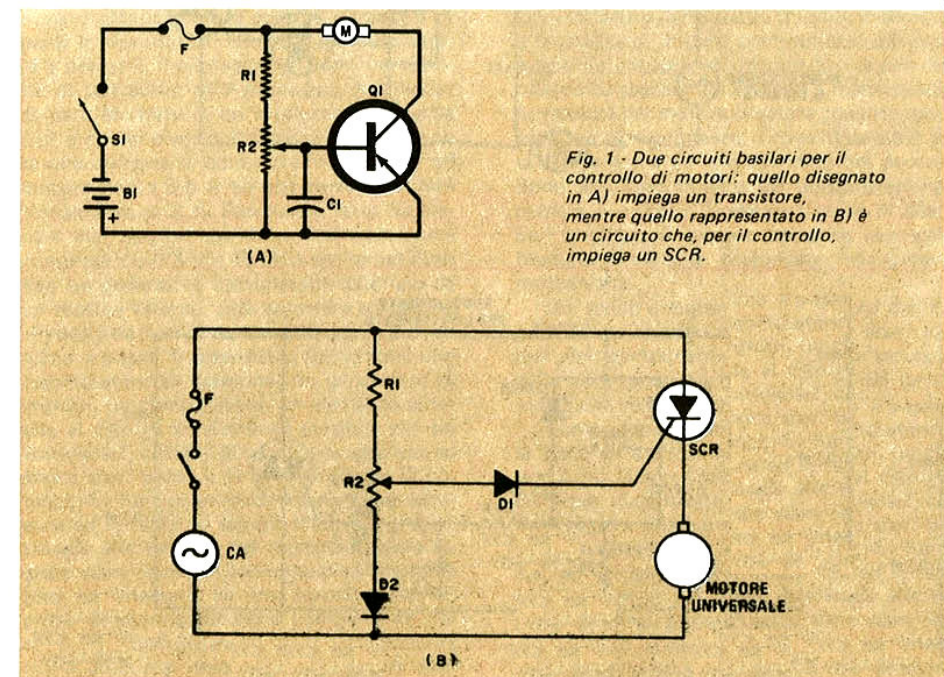 F
M
R1
Q1
S1
R2
B1
+
C1
(A)
Fig. 1 - Due circuiti basilari per il
controllo di motori: quello disegnato
in A) impiega un transistore,
mentre quello rappresentato in B) è
un circuito che, per il controllo,
impiega un SCR.
F
R1
SCR
R2
D1
CA
D2
MOTORE
UNIVERSALE
(B)